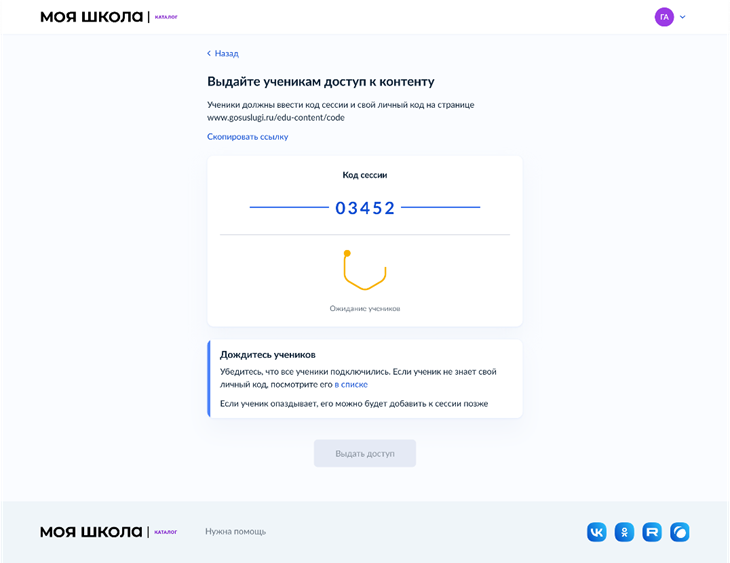 МОЯ ШКОЛА | КАТАЛОГ
ГА
Назад
Выдайте ученикам доступ к контенту
Ученики должны ввести код сессии и свой личный код на странице
www.gosuslugi.ru/edu-content/code
Скопировать ссылку
Код сессии
03452
Ожидание учеников
Дождитесь учеников
Убедитесь, что все ученики подключились. Если ученик не знает свой
личный код, посмотрите его в списке
Если ученик опаздывает, его можно будет добавить к сессии позже
Выдать доступ
МОЯ ШКОЛА | КАТАЛОГ
Нужна помощь